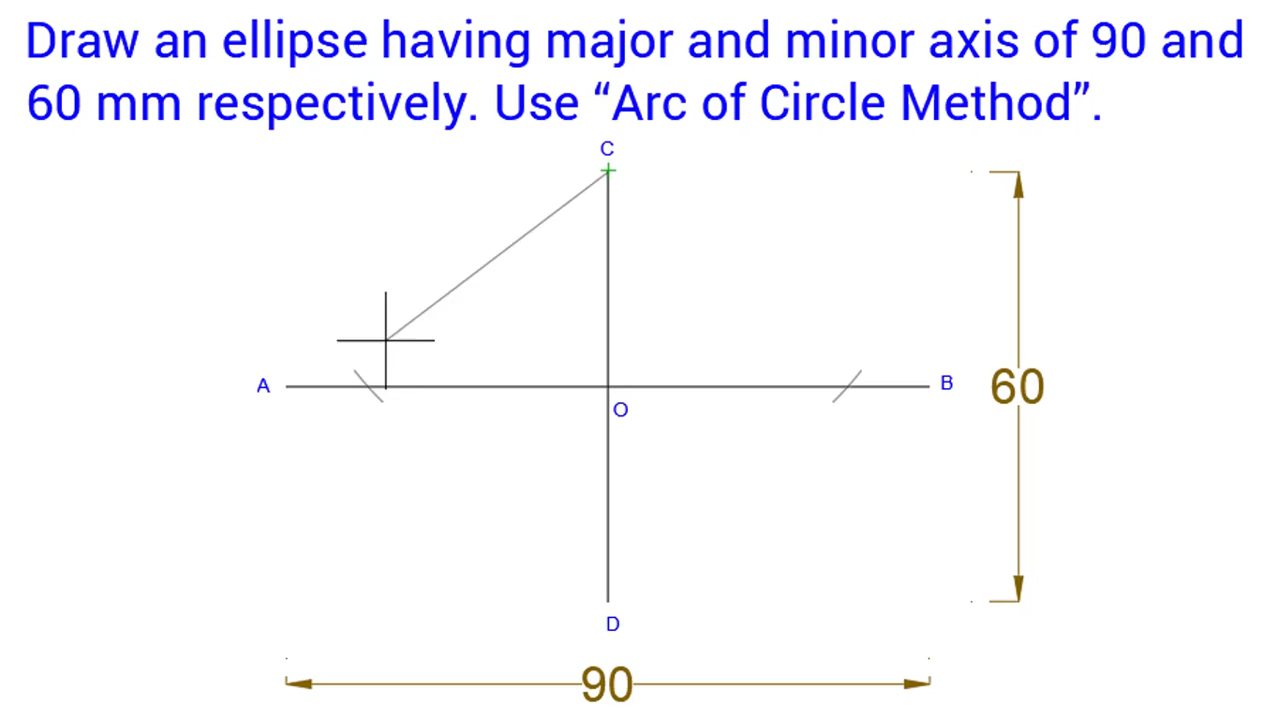 Draw an ellipse having major and minor axis of 90 and
60 mm respectively. Use “Arc of Circle Method”.
C
A
B
60
O
D
90